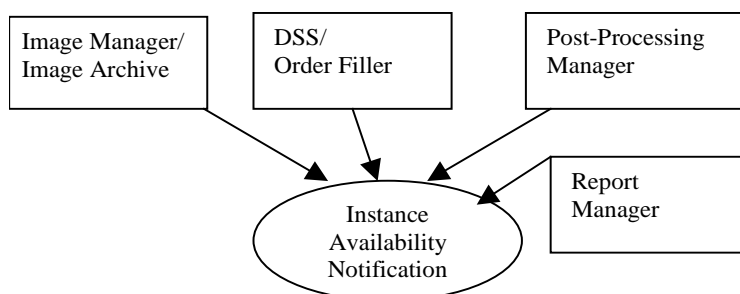 Image Manager/
Image Archive
DSS/
Order Filler
Post-Processing
Manager
Report
Manager
Instance
Availability
Notification